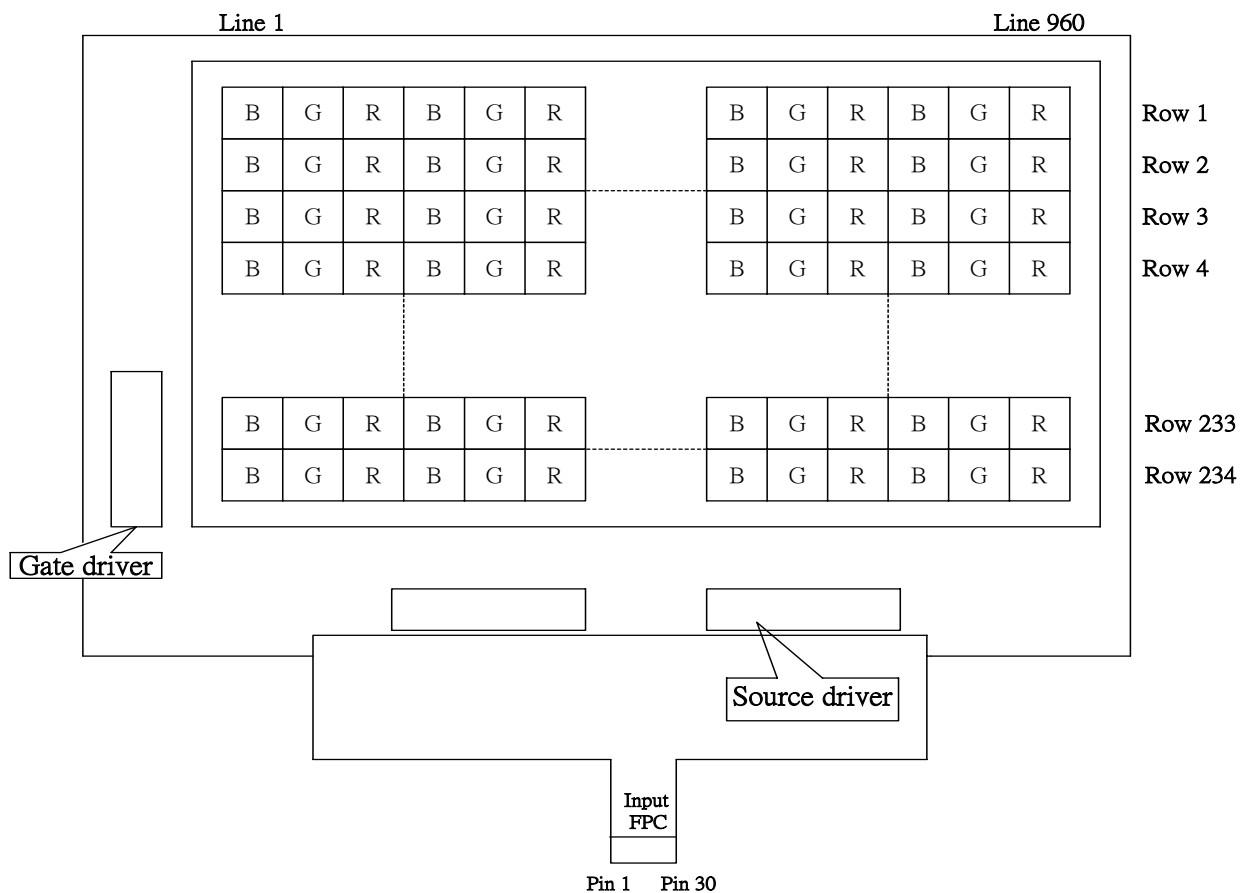 Line 1 Line 960
B G R B G R B G R B G R Row 1
B G R B G R B G R B G R Row 2
B G R B G R B G R B G R Row 3
B G R B G R B G R B G R Row 4
B G R B G R B G R B G R Row 233
B G R B G R B G R B G R Row 234
Gate driver
Source driver
Input
FPC
Pin 1 Pin 30